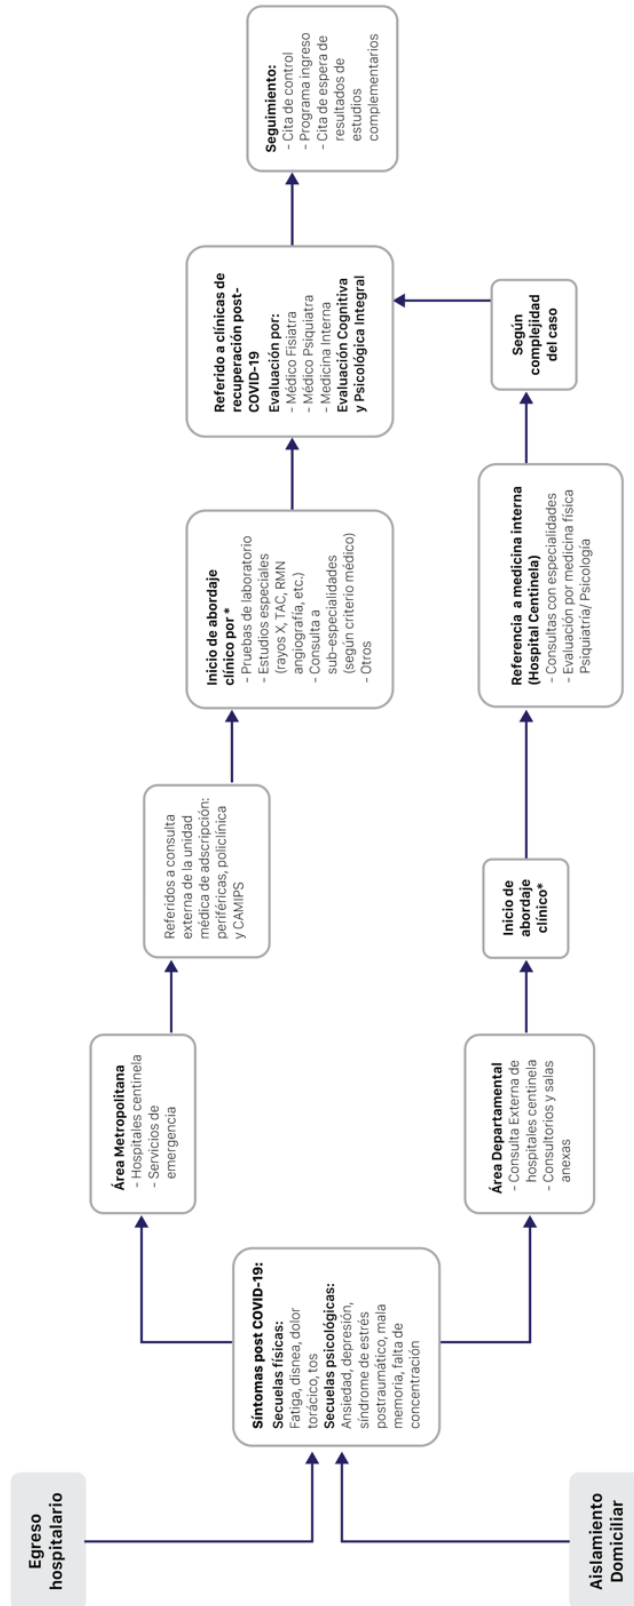 Egreso
hospitalario
Aislamiento
Domiciliar
Síntomas post COVID-19:
Secuelas físicas:
Fatiga, disnea, dolor
torácico, tos
Secuelas psicológicas:
Ansiedad, depresión,
síndrome de estrés
postraumático, mala
memoria, falta de
concentración
Área Metropolitana
- Hospitales centinela
- Servicios de
emergencia
Referidos a consulta
externa de la unidad
médica de adscripción:
periféricas, policlínica
y CAMIPS
Inicio de abordaje
clínico por *
- Pruebas de laboratorio
- Estudios especiales
(rayos X, TAC, RMN
angiografía, etc.)
- Consulta a
sub-especialidades
(según criterio médico)
- Otros
Referido a clínicas de
recuperación post-
COVID-19
Evaluación por:
- Médico Fisiatra
- Médico Psiquiatra
- Medicina Interna
Evaluación Cognitiva
y Psicológica Integral
Seguimiento:
- Cita de control
- Programa ingreso
- Cita de espera de
resultados de
estudios
complementarios
Área Departamental
- Consulta Externa de
hospitales centinela
- Consultorios y salas
anexas
Inicio de
abordaje
clínico*
Referencia a medicina interna
(Hospital Centinela)
- Consultas con especialidades
- Evaluación por medicina física
Psiquiatría/ Psicología
Según
complejidad
del caso